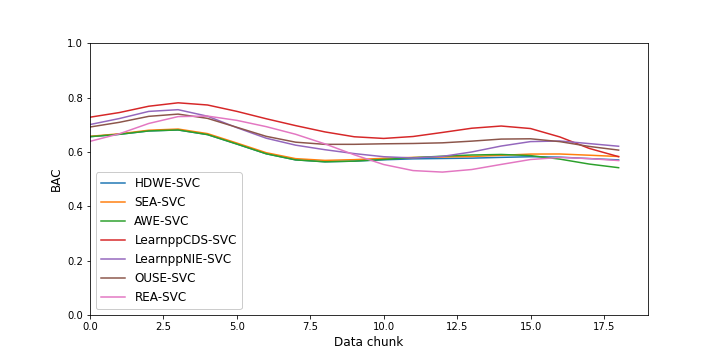 1.0
0.8
0.6
0.4
0.2
0.0
BAC
HDWE-SVC
SEA-SVC
AWE-SVC
LearnppCDS-SVC
LearnppNIE-SVC
OUSE-SVC
REA-SVC
0.0 2.5 5.0 7.5 10.0 12.5 15.0 17.5
Data chunk